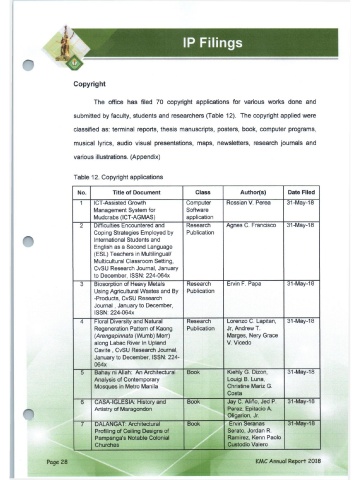 IP Filings
Copyright
The office has filed 70 copyright applications for various works done and
submitted by faculty, students and researchers (Table 12). The copyright applied were
classified as: terminal reports, thesis manuscripts, posters, book, computer programs,
musical lyrics, audio visual presentations, maps, newsletters, research journals and
various illustrations. (Appendix)
Table 12. Copyright applications
No. Title of Document Class Author(s) Date Filed
1 ICT-Assisted Growth Computer Rossian V. Perea 31-May-18
Management System for Software
Mudcrabs (ICT-AGMAS) application
2 Difficulties Encountered and Research Agnes C. Francisco 31-May-18
Coping Strategies Employed by Publication
International Students and
English as a Second Language
(ESL) Teachers in Multilingual/
Multicultural Classroom Setting,
CvSU Research Journal, January
to December, ISSN: 224-064x
3 Biosorption of Heavy Metals Research Ervin F. Papa 31-May-18
Using Agricultural Wastes and By Publication
-Products, CvSU Research
Journal , January to December,
ISSN: 224-064x
4 Floral Diversity and Natural Research Lorenzo C. Lapitan, 31-May-18
Regeneration Pattern of Kaong Publication Jr, Andrew T.
(Arengapinnata (Wumb) Merr) Marges, Nery Grace
along Labac River In Upland V. Vicedo
Cavite , CvSU Research Journal,
January to December, ISSN: 224-
064x
5 Bahay ni Allah: An Architectural Book Kiehly G. Dizon, 31-May-18
Analysis of Contemporary Louigi B. Luna,
Mosques in Metro Manila Christine Mariz G.
Costa
6 CASA-IGLESIA: History and Book Jay C. Aliño, Jed P. 31-May-18
Artistry of Maragondon Perez, Epitacio A.
Oligarion, Jr.
7 DALANGAT: Architectural Book Ervin Seranas 31-May-18
Profiling of Ceiling Designs of Serato, Jordan R.
Pampanga's Notable Colonial Ramirez, Kenn Paolo
Churches Custodio Valero
Page 28 KMC Annual Report 2018